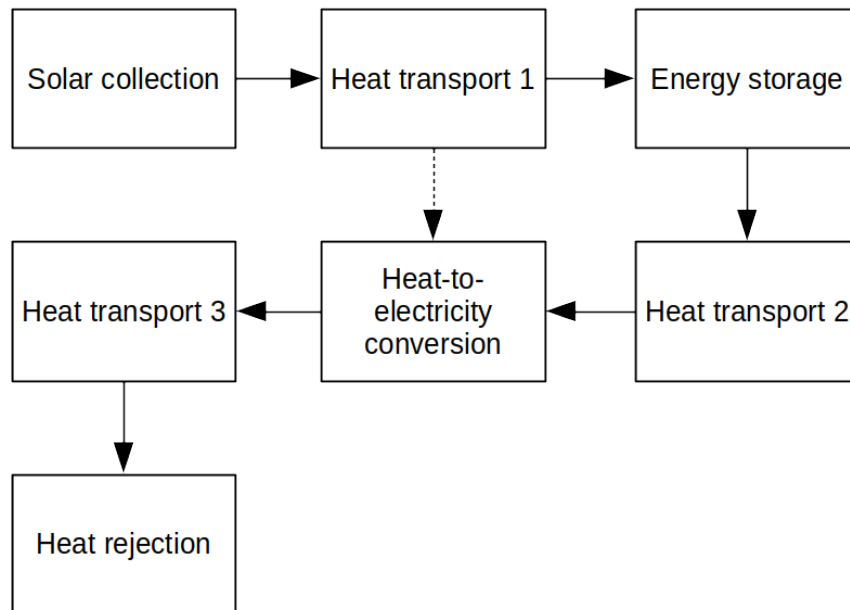 Solar collection
Heat transport 1
Energy storage
Heat transport 3
Heat-to-
electricity
conversion
Heat transport 2
Heat rejection